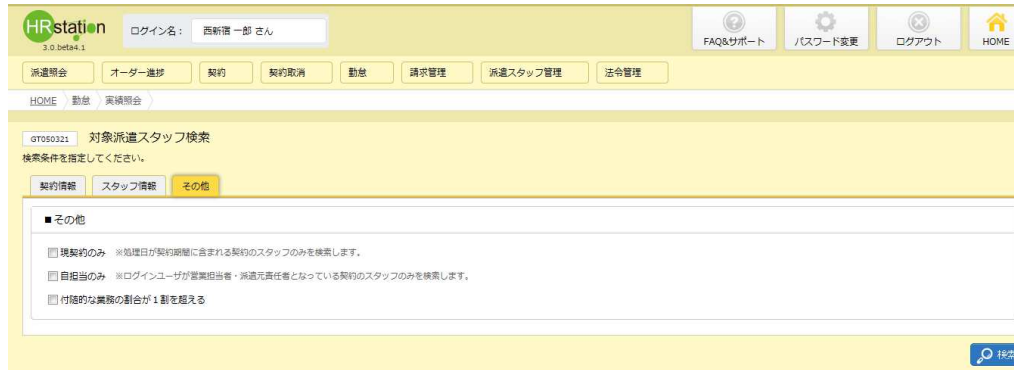 HRstation
3.0.beta4.1
ログイン名： 西新宿 一郎 さん
FAQ&サポート パスワード変更 ログアウト HOME
派遣照会 オーダー進捗 契約 契約取消 勤怠 請求管理 派遣スタッフ管理 法令管理
HOME 勤怠 実績照会
GT050321 対象派遣スタッフ検索
検索条件を指定してください。
契約情報 スタッフ情報 その他
■その他
現契約のみ ※処理日が契約期間に含まれる契約のスタッフのみを検索します。
自担当のみ ※ログインユーザが営業担当者・派遣元責任者となっている契約のスタッフのみを検索します。
付随的な業務の割合が１割を超える
検索